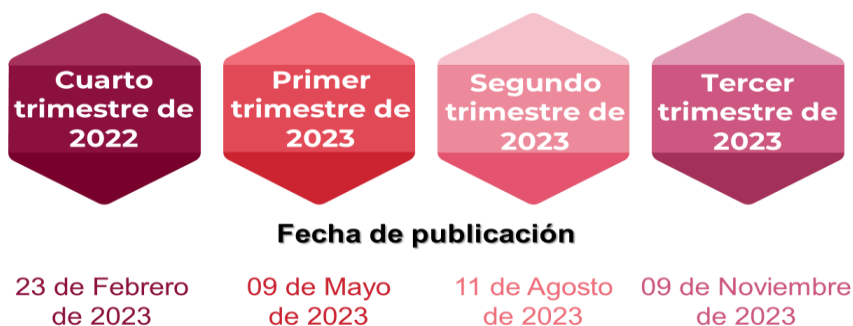 Cuarto
trimestre de
2022
Primer
trimestre de
2023
Segundo
trimestre de
2023
Tercer
trimestre de
2023
Fecha de publicación
23 de Febrero
de 2023
09 de Mayo
de 2023
11 de Agosto
de 2023
09 de Noviembre
de 2023